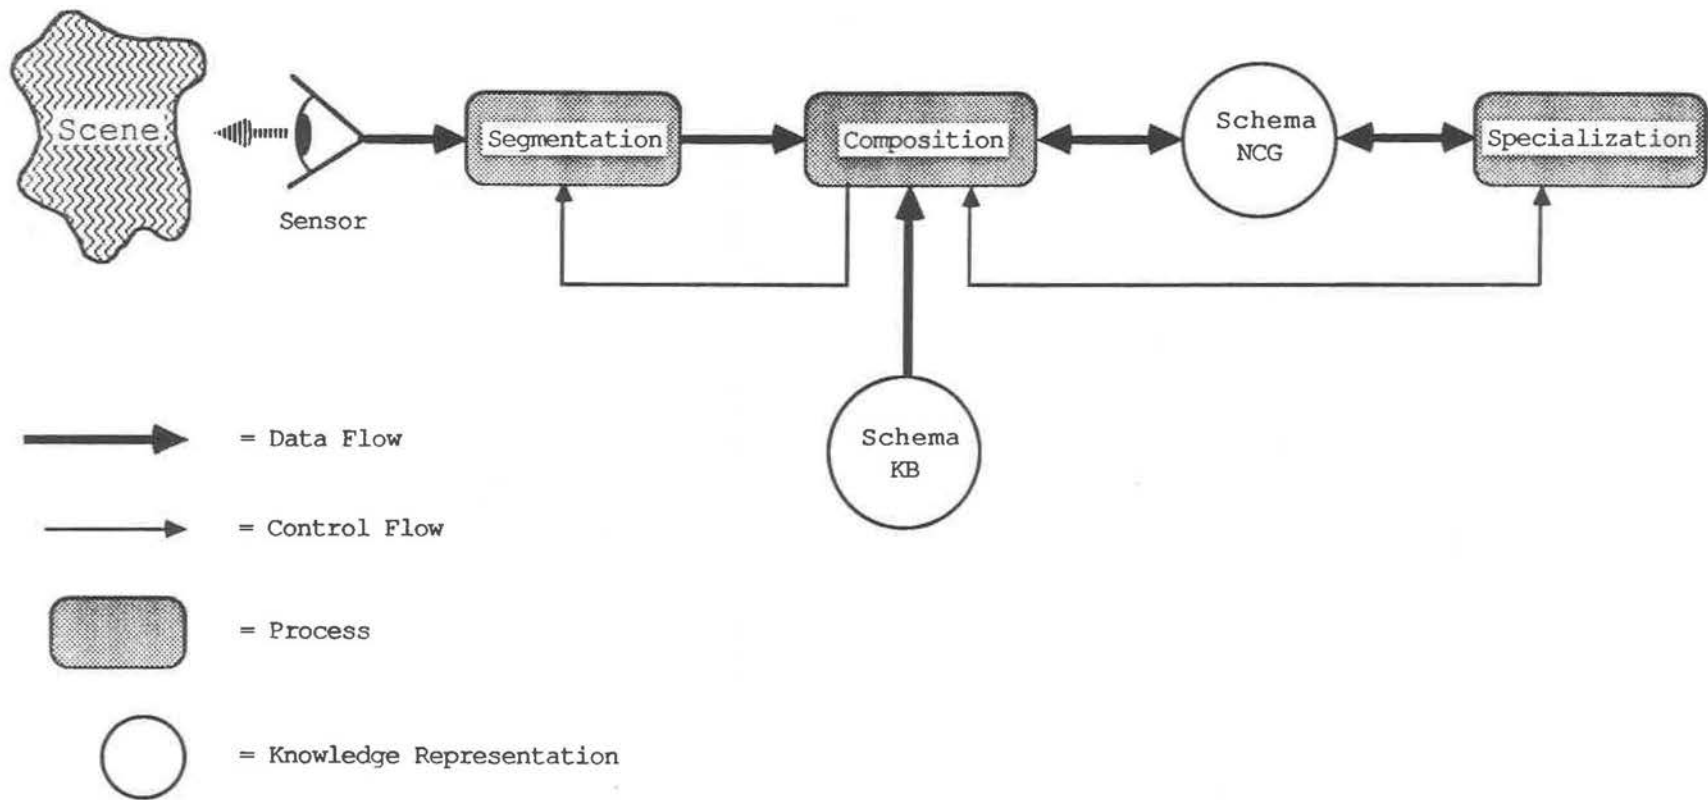 Scene
Sensor
Segmentation
Composition
Schema
NCG
Specialization
Schema
KB
= Data Flow
= Control Flow
= Process
= Knowledge Representation